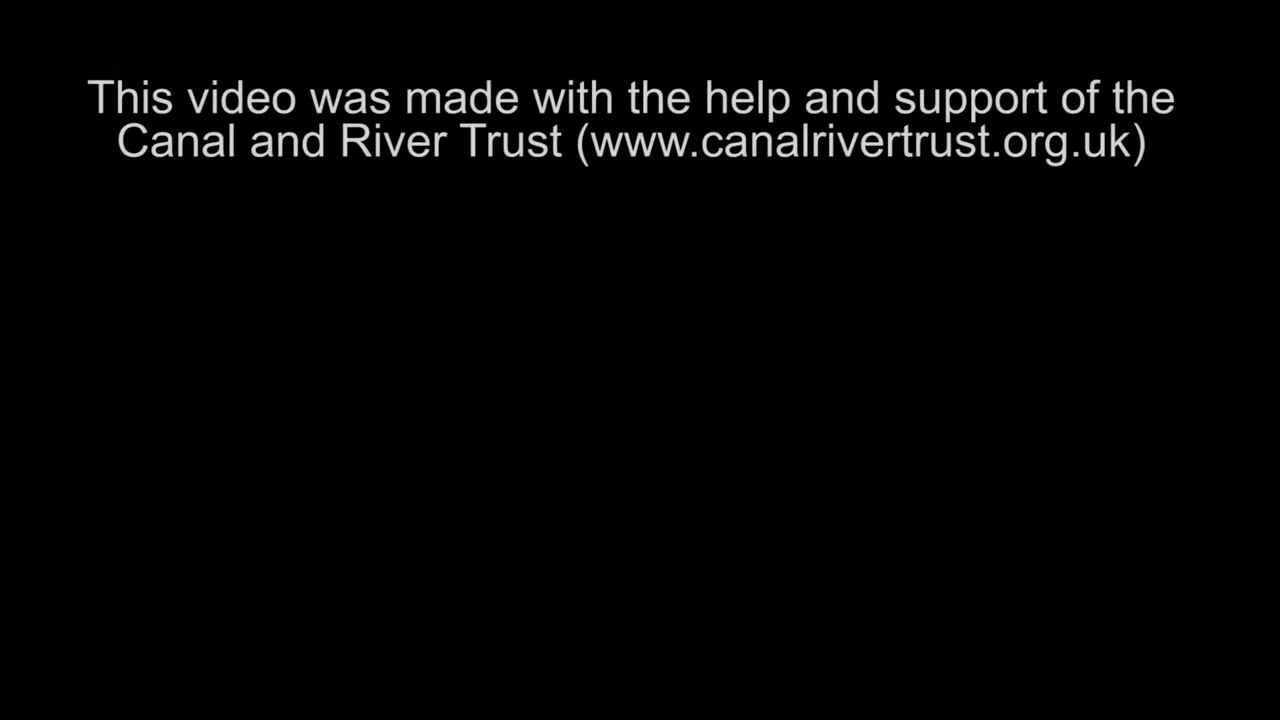 This video was made with the help and support of the
Canal and River Trust (www.canalrivertrust.org.uk)